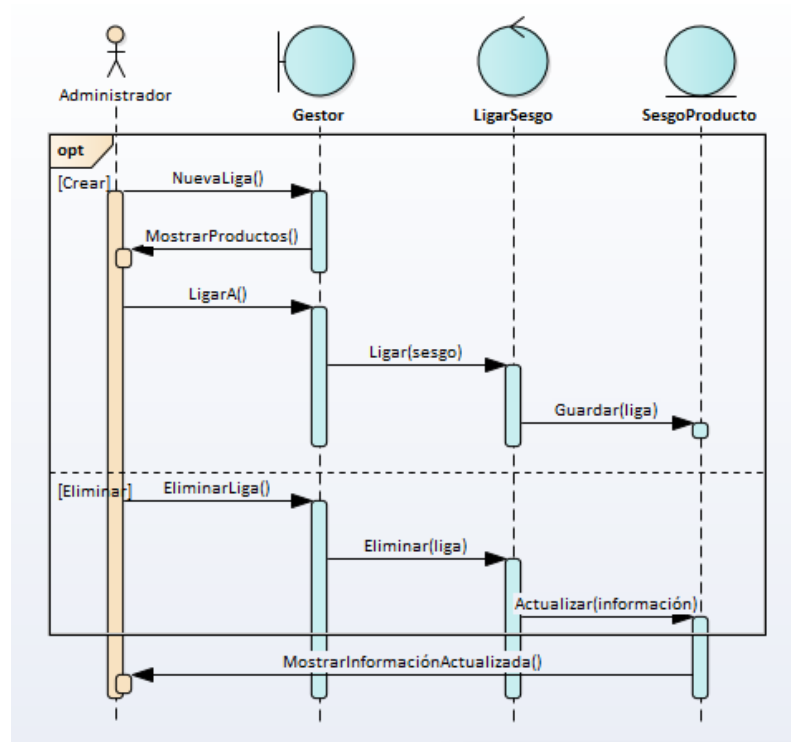 Administrador
Gestor
LigarSesgo
SesgoProducto
opt
[Crear]
NuevaLiga()
MostrarProductos()
LigarA()
Ligar(sesgo)
Guardar(liga)
[Eliminar]
EliminarLiga()
Eliminar(liga)
Actualizar(información)
MostrarInformaciónActualizada()